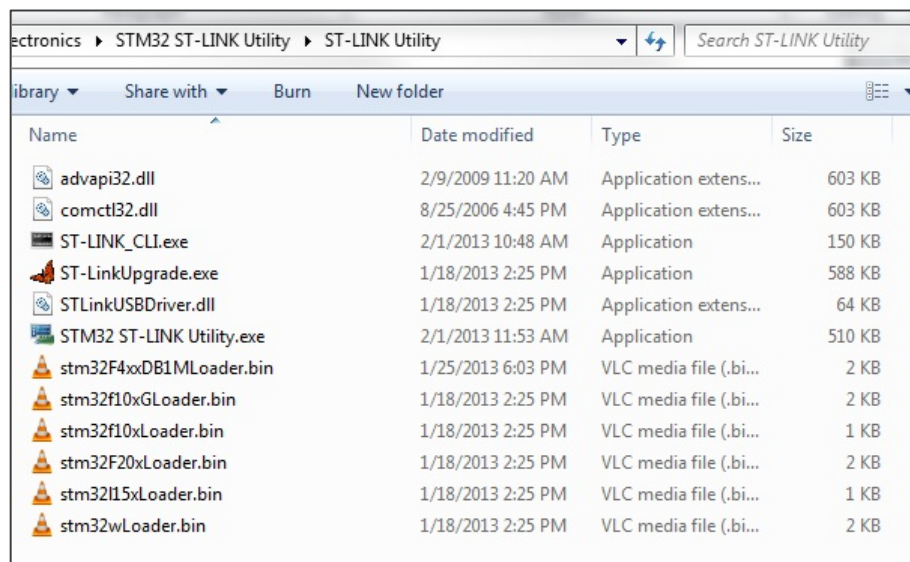 ectronics ▸ STM32 ST-LINK Utility ▸ ST-LINK Utility Search ST-LINK Utility
ibrary Share with Burn New folder
Name Date modified Type Size
advapi32.dll 2/9/2009 11:20 AM Application extens... 603 KB
comctl32.dll 8/25/2006 4:45 PM Application extens... 603 KB
ST-LINK_CLI.exe 2/1/2013 10:48 AM Application 150 KB
ST-LinkUpgrade.exe 1/18/2013 2:25 PM Application 588 KB
STLinkUSBDriver.dll 1/18/2013 2:25 PM Application extens... 64 KB
STM32 ST-LINK Utility.exe 2/1/2013 11:53 AM Application 510 KB
stm32F4xxDB1MLoader.bin 1/25/2013 6:03 PM VLC media file (.bi... 2 KB
stm32f10xGLoader.bin 1/18/2013 2:25 PM VLC media file (.bi... 2 KB
stm32f10xLoader.bin 1/18/2013 2:25 PM VLC media file (.bi... 1 KB
stm32F20xLoader.bin 1/18/2013 2:25 PM VLC media file (.bi... 2 KB
stm32l15xLoader.bin 1/18/2013 2:25 PM VLC media file (.bi... 1 KB
stm32wLoader.bin 1/18/2013 2:25 PM VLC media file (.bi... 2 KB